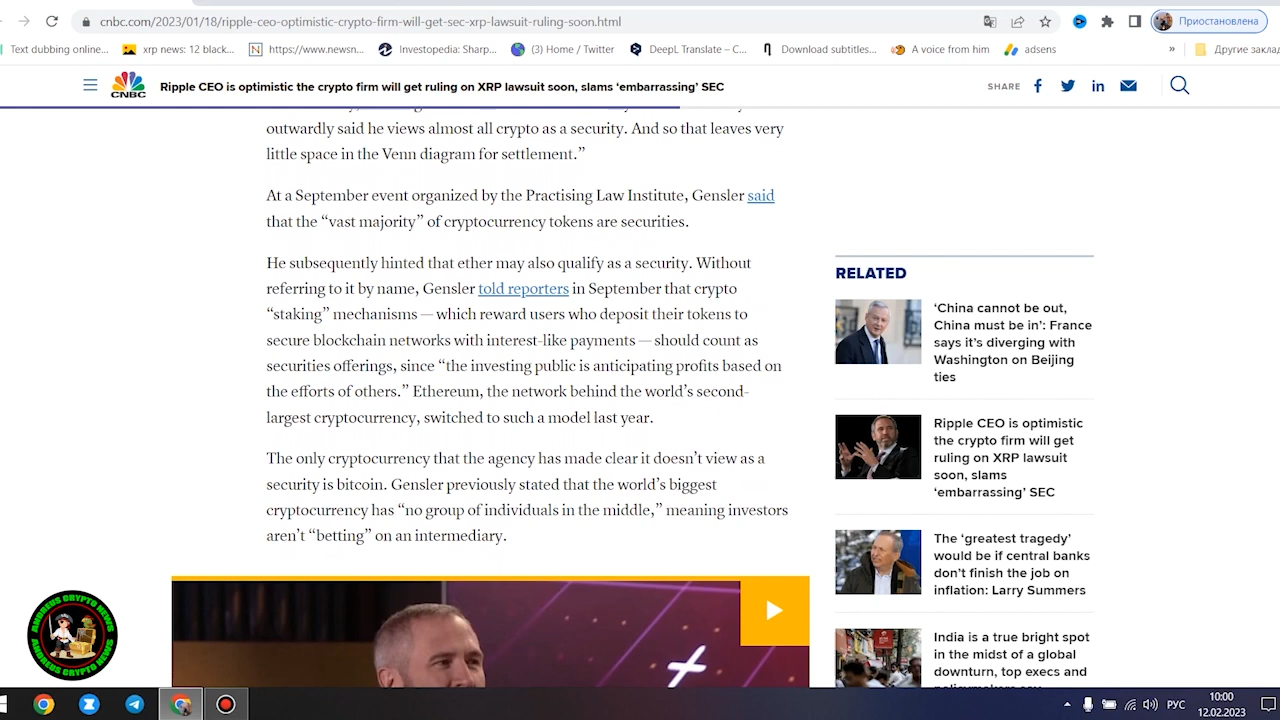 cnbc.com/2023/01/18/ripple-ceo-optimistic-crypto-firm-will-get-sec-xrp-lawsuit-ruling-soon.html
Приостановлена
Text dubbing online...
xrp news: 12 black...
https://www.newsn...
Investopedia: Sharp...
(3) Home / Twitter
DeepL Translate – C...
Download subtitles...
A voice from him
adsens
»
Другие закла
CNBC
Ripple CEO is optimistic the crypto firm will get ruling on XRP lawsuit soon, slams ‘embarrassing’ SEC
SHARE
outwardly said he views almost all crypto as a security. And so that leaves very
little space in the Venn diagram for settlement.”
At a September event organized by the Practising Law Institute, Gensler said
that the “vast majority” of cryptocurrency tokens are securities.
He subsequently hinted that ether may also qualify as a security. Without
referring to it by name, Gensler told reporters in September that crypto
“staking” mechanisms — which reward users who deposit their tokens to
secure blockchain networks with interest-like payments — should count as
securities offerings, since “the investing public is anticipating profits based on
the efforts of others.” Ethereum, the network behind the world’s second-
largest cryptocurrency, switched to such a model last year.
The only cryptocurrency that the agency has made clear it doesn’t view as a
security is bitcoin. Gensler previously stated that the world’s biggest
cryptocurrency has “no group of individuals in the middle,” meaning investors
aren’t “betting” on an intermediary.
RELATED
‘China cannot be out,
China must be in’: France
says it’s diverging with
Washington on Beijing
ties
Ripple CEO is optimistic
the crypto firm will get
ruling on XRP lawsuit
soon, slams
‘embarrassing’ SEC
The ‘greatest tragedy’
would be if central banks
don’t finish the job on
inflation: Larry Summers
India is a true bright spot
in the midst of a global
downturn, top execs and
ANDREUS CRYPTO NEWS
ANDREUS CRYPTO NEWS
РУС
10:00
12.02.2023